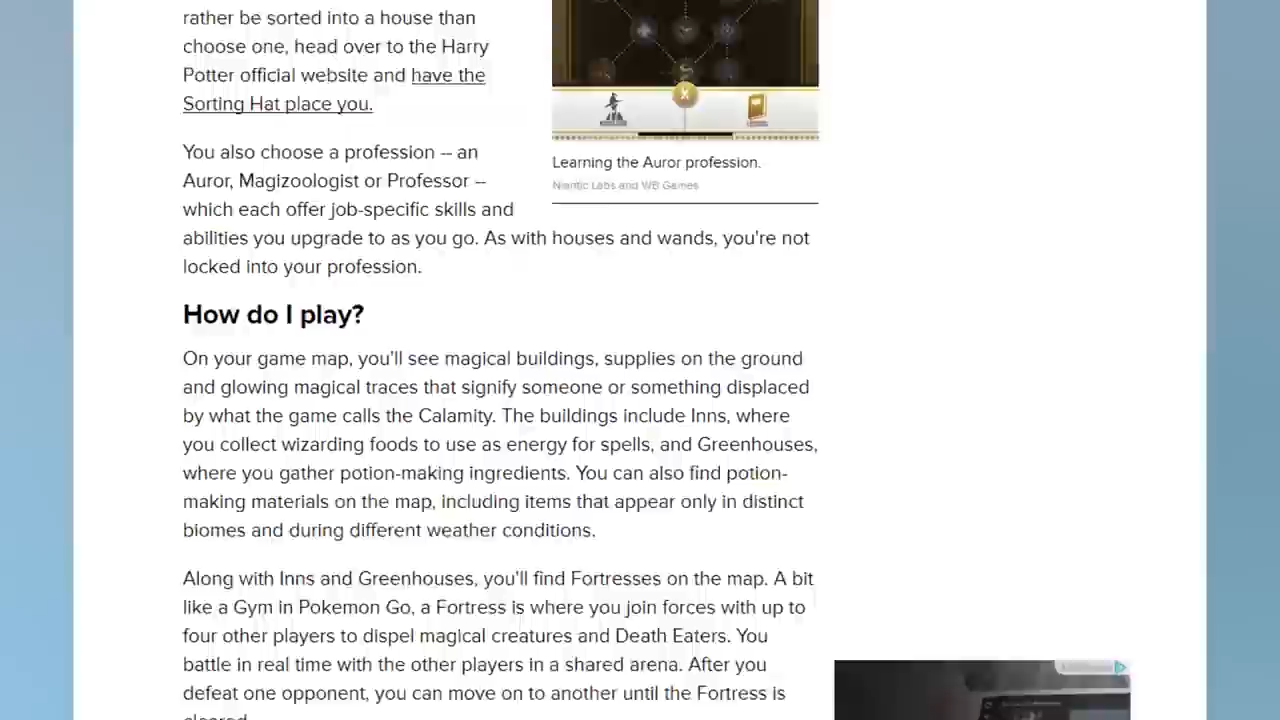 rather be sorted into a house than
choose one, head over to the Harry
Potter official website and have the
Sorting Hat place you.
You also choose a profession -- an
Auror, Magizoologist or Professor --
which each offer job-specific skills and
abilities you upgrade to as you go. As with houses and wands, you're not
locked into your profession.
Learning the Auror profession.
Niantic Labs and WB Games
How do I play?
On your game map, you'll see magical buildings, supplies on the ground
and glowing magical traces that signify someone or something displaced
by what the game calls the Calamity. The buildings include Inns, where
you collect wizarding foods to use as energy for spells, and Greenhouses,
where you gather potion-making ingredients. You can also find potion-
making materials on the map, including items that appear only in distinct
biomes and during different weather conditions.
Along with Inns and Greenhouses, you'll find Fortresses on the map. A bit
like a Gym in Pokemon Go, a Fortress is where you join forces with up to
four other players to dispel magical creatures and Death Eaters. You
battle in real time with the other players in a shared arena. After you
defeat one opponent, you can move on to another until the Fortress is
cleared.